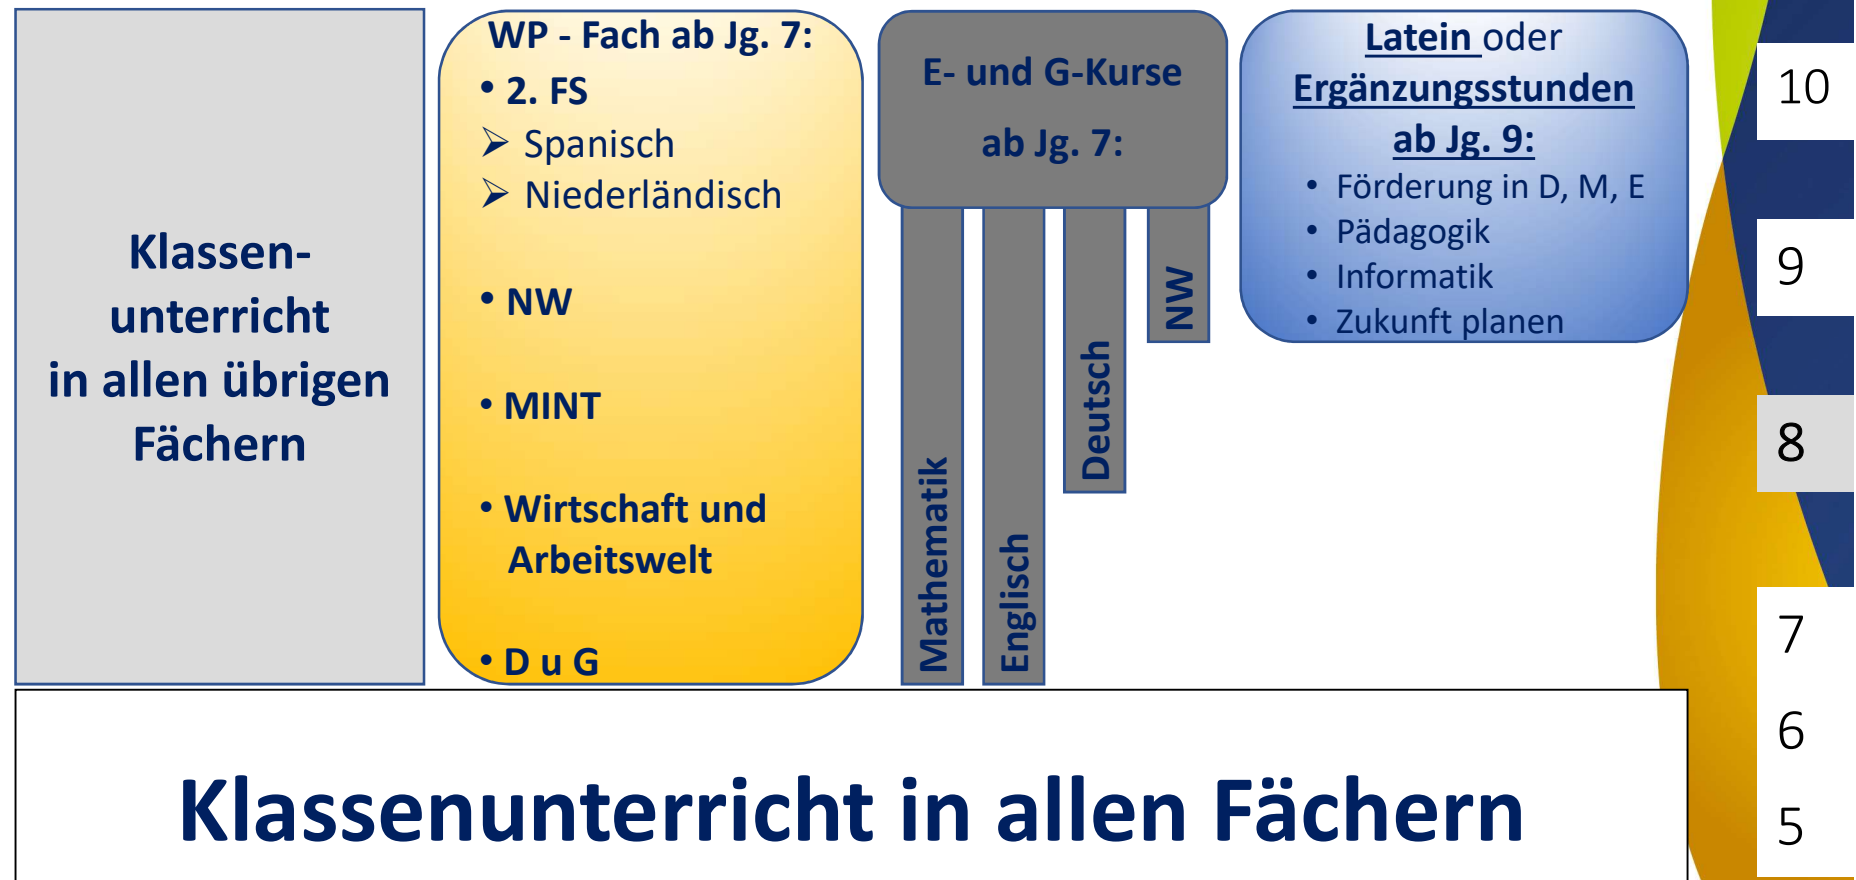 Klassen-
unterricht
in allen übrigen
Fächern
WP - Fach ab Jg. 7:
• 2. FS
➢ Spanisch
➢ Niederländisch
• NW
• MINT
• Wirtschaft und
Arbeitswelt
• D u G
E- und G-Kurse
ab Jg. 7:
Mathematik
Englisch
Deutsch
NW
Latein oder
Ergänzungsstunden
ab Jg. 9:
• Förderung in D, M, E
• Pädagogik
• Informatik
• Zukunft planen
10
9
8
7
6
5
Klassenunterricht in allen Fächern